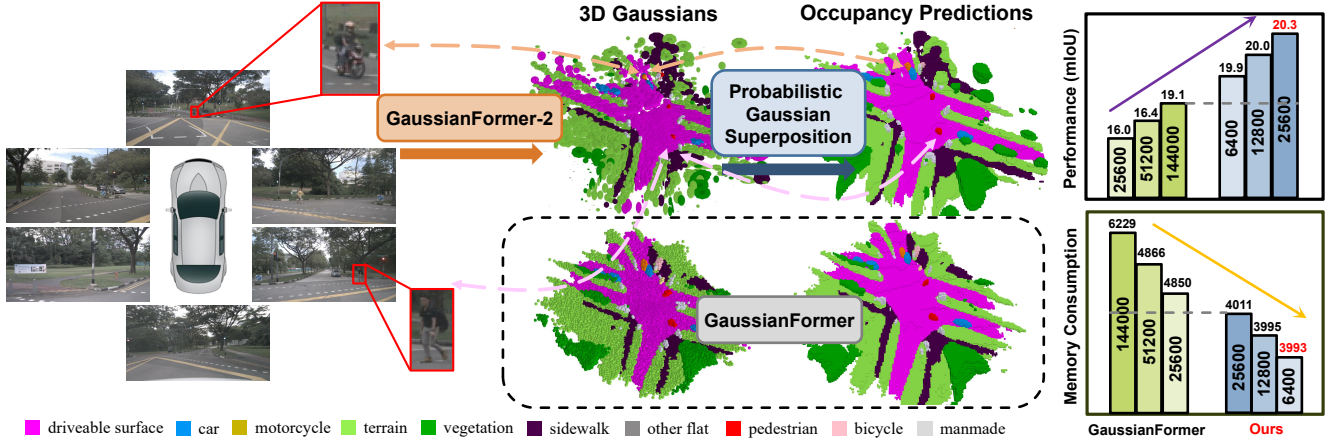 3D Gaussians
Occupancy Predictions
GaussianFormer-2
Probabilistic
Gaussian
Superposition
GaussianFormer
Performance (mIoU)
16.0
16.4
19.1
19.9
20.0
20.3
25600
51200
144000
6400
12800
25600
Memory Consumption
6229
4866
4850
4011
3995
3993
144000
51200
25600
25600
12800
6400
GaussianFormer
Ours
driveable surface
car
motorcycle
terrain
vegetation
sidewalk
other flat
pedestrian
bicycle
manmade